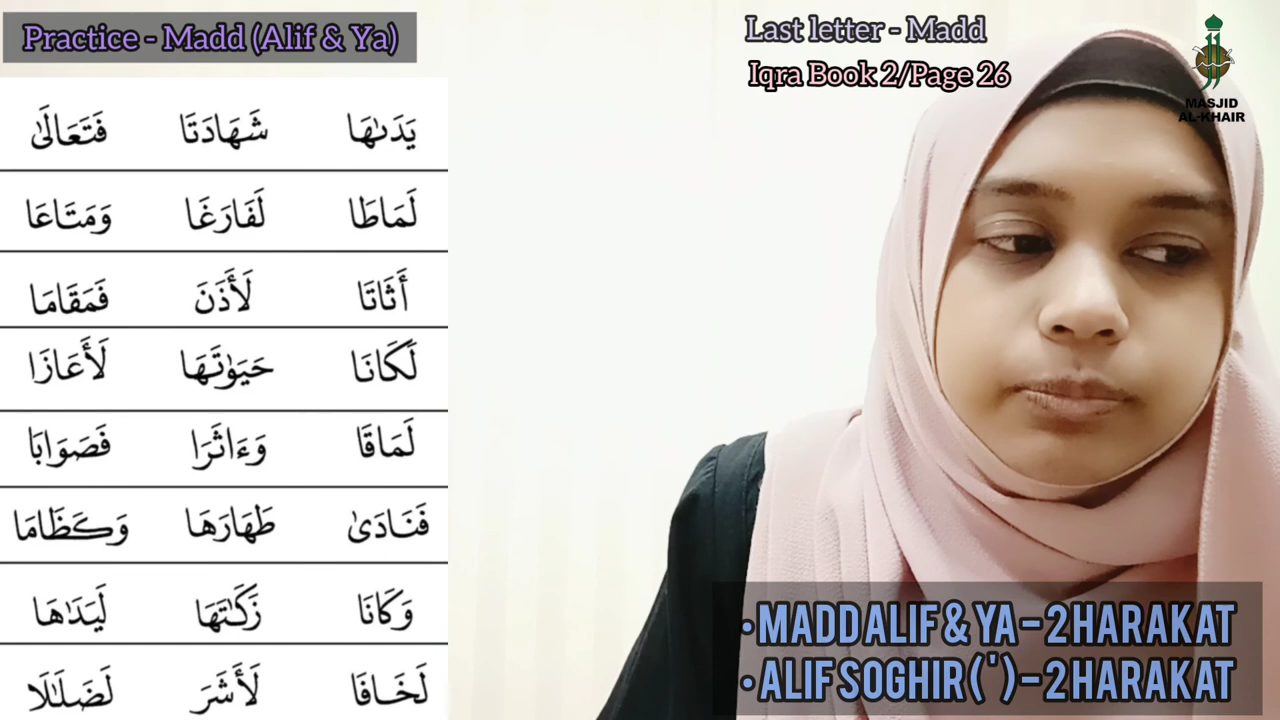 Practice - Madd (Alif & Ya)
Last letter - Madd
Iqra Book 2/Page 26
MASJID
AL-KHAIR
يَدَىٰهَا شَهَادَتَا فَتَعَالَىٰ
لَمَاطَا لَفَارَغَا وَمَتَاعَا
أَثَاتَا لَأَذَنَ فَمَقَامَا
لَكَانَا حَيَوٰتَهَا لَأَعَازَا
لَمَاقَا وَءَاثَرَا فَصَوَابَا
فَنَادَىٰ طَهَارَهَا وَكَظَامَا
وَكَانَا زَكَٰتَهَا
لَخَافَا لَأَشَرَ لَضَلَٰلَا
• MADD ALIF & YA - 2 HARAKAT
• ALIF SOGHIR (') - 2 HARAKAT